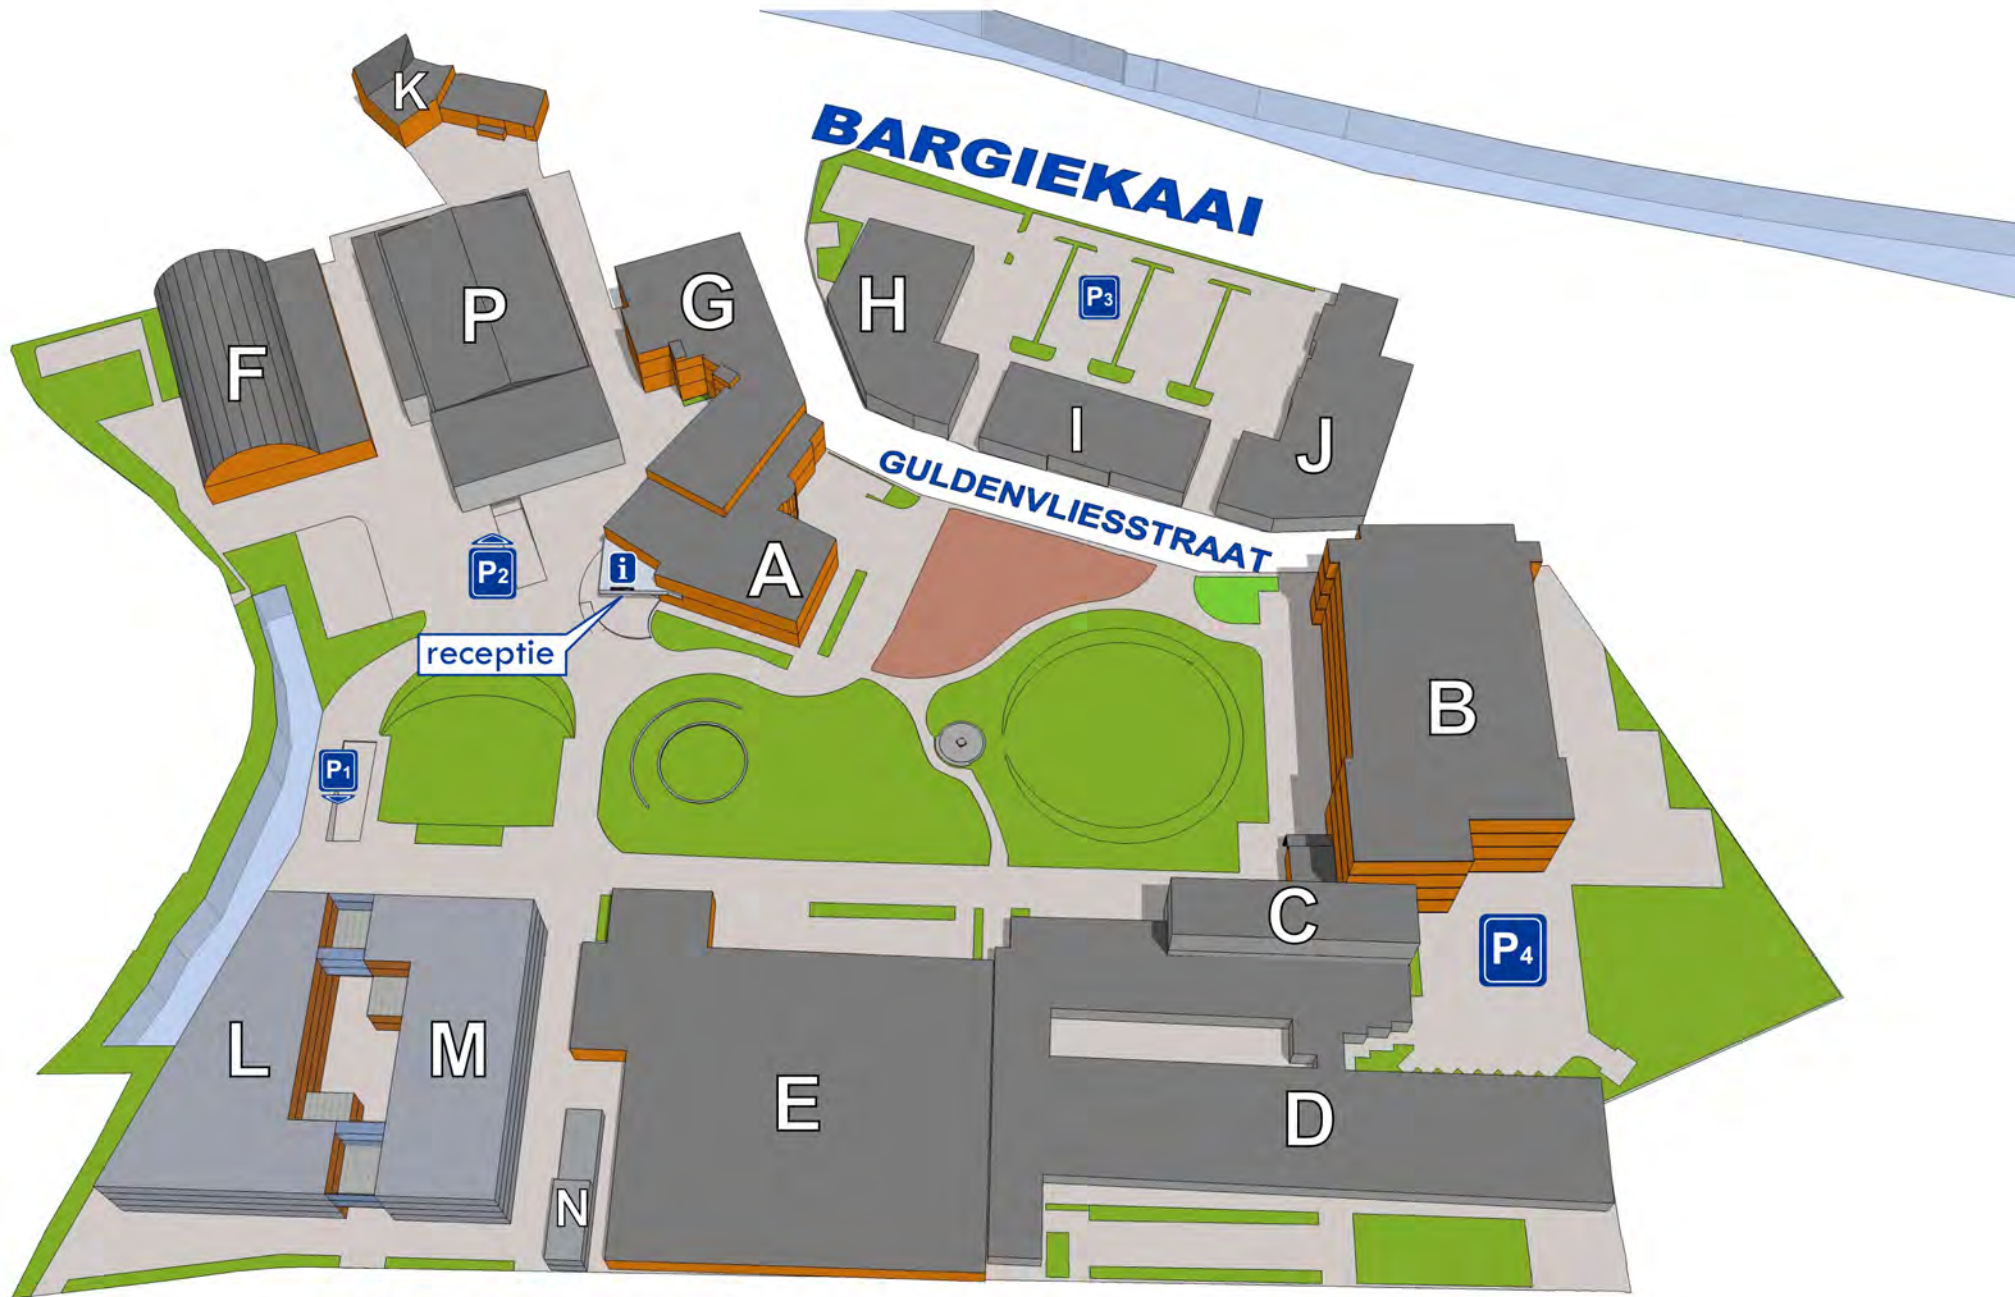 K
BARGIEKAAI
F
P
G
H
P3
I
J
GULDENVLIESSTRAAT
P2
i
A
receptie
B
P1
C
P4
L
M
E
D
N